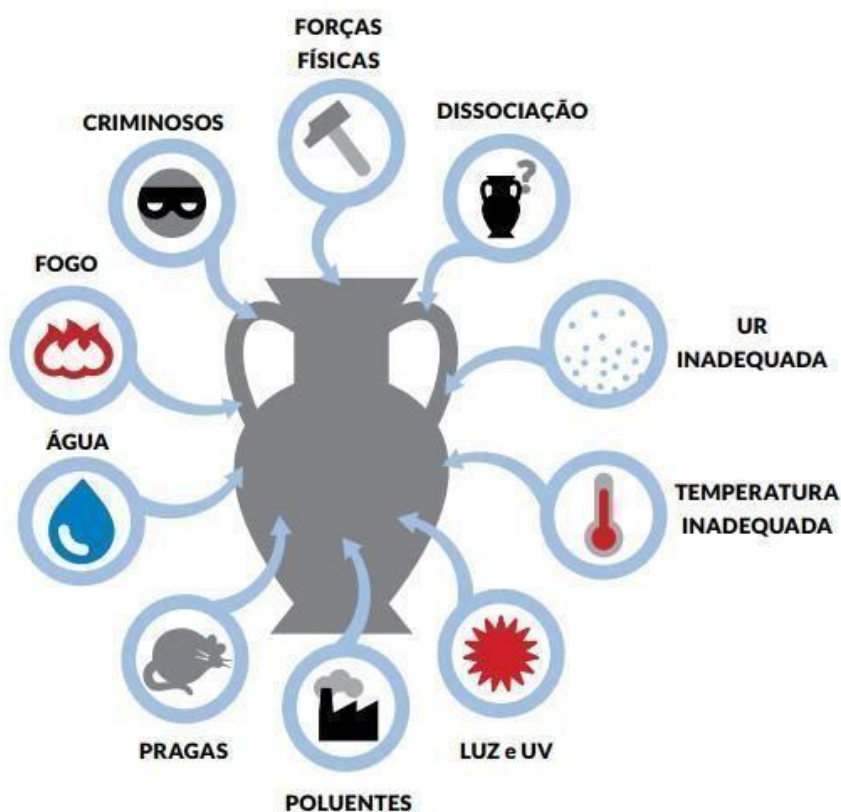 FORÇAS
FÍSICAS
DISSOCIAÇÃO
CRIMINOSOS
?
FOGO
UR
INADEQUADA
ÁGUA
TEMPERATURA
INADEQUADA
PRAGAS
LUZ e UV
POLUENTES